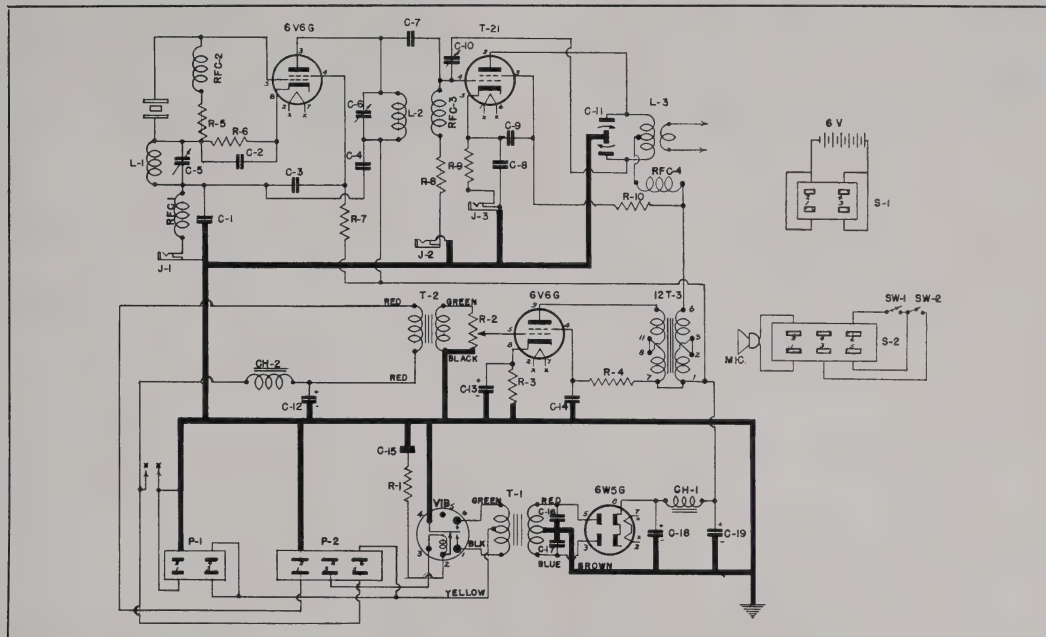 6V6G
C-7
T-21
RFC-2
C-10
L-3
C-11
C-6
L-2
RFC-3
R-5
R-6
C-2
C-4
C-9
C-8
R-9
L-1
C-5
C-3
R-8
RFC-4
R-10
RFC-1
C-1
R-7
J-3
J-1
J-2
6 V
S-1
RED
T-2
GREEN
R-2
BLACK
6V6G
12 T-3
SW-1
SW-2
MIC.
S-2
CH-2
RED
C-12
C-13
R-3
R-4
C-14
C-15
R-1
VIB.
GREEN
T-1
RED
6W5G
CH-1
BLK
C-16
C-17
C-18
C-19
BLUE
BROWN
YELLOW
P-1
P-2